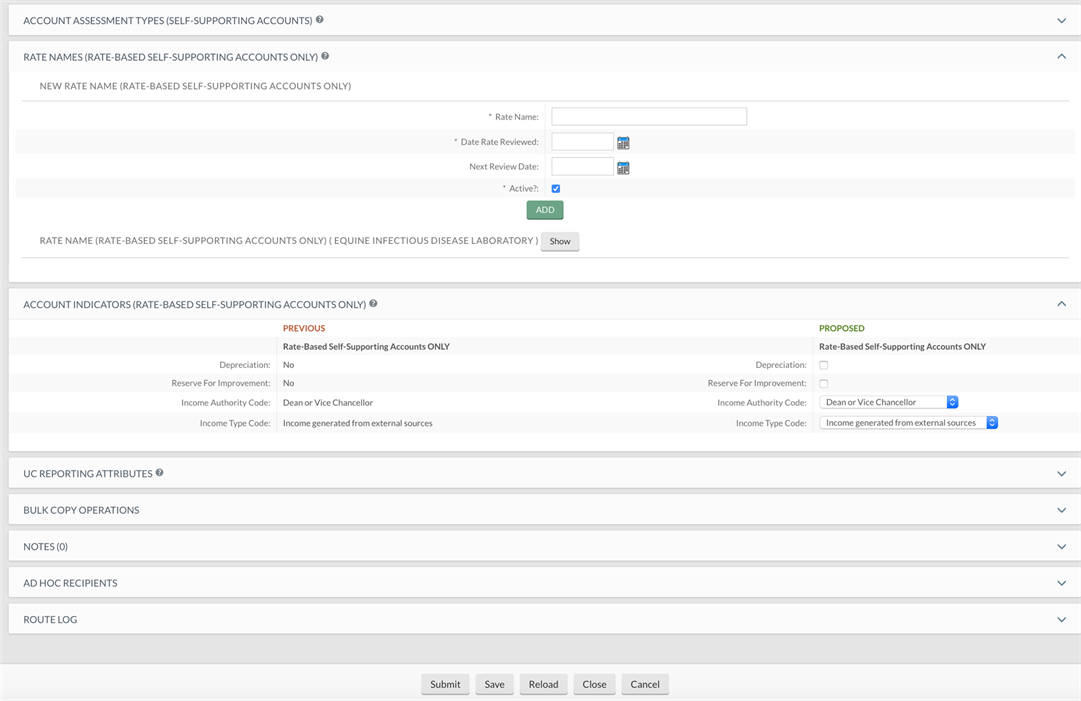 ACCOUNT ASSESSMENT TYPES (SELF-SUPPORTING ACCOUNTS) ?
RATE NAMES (RATE-BASED SELF-SUPPORTING ACCOUNTS ONLY) ?
NEW RATE NAME (RATE-BASED SELF-SUPPORTING ACCOUNTS ONLY)
* Rate Name:
* Date Rate Reviewed:
Next Review Date:
* Active?:
ADD
RATE NAME (RATE-BASED SELF-SUPPORTING ACCOUNTS ONLY) ( EQUINE INFECTIOUS DISEASE LABORATORY ) Show
ACCOUNT INDICATORS (RATE-BASED SELF-SUPPORTING ACCOUNTS ONLY) ?
PREVIOUS PROPOSED
Rate-Based Self-Supporting Accounts ONLY Rate-Based Self-Supporting Accounts ONLY
Depreciation: No Depreciation:
Reserve For Improvement: No Reserve For Improvement:
Income Authority Code: Dean or Vice Chancellor Income Authority Code: Dean or Vice Chancellor
Income Type Code: Income generated from external sources Income Type Code: Income generated from external sources
UC REPORTING ATTRIBUTES ?
BULK COPY OPERATIONS
NOTES (0)
AD HOC RECIPIENTS
ROUTE LOG
Submit Save Reload Close Cancel